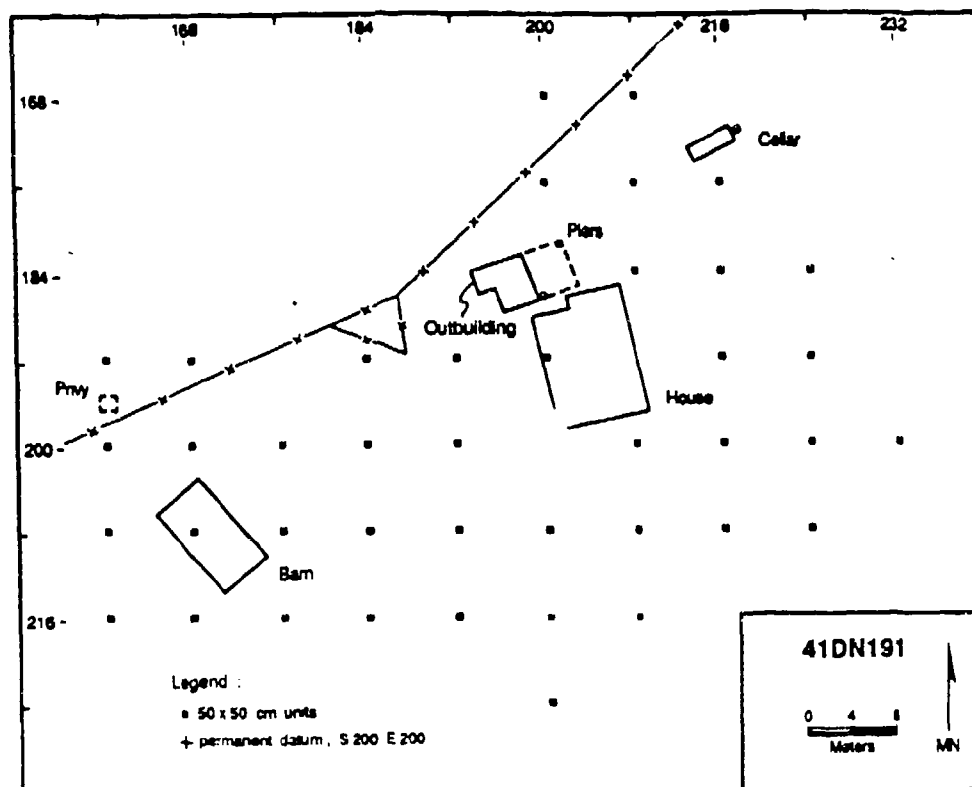 168 184 200 216 232
168
Cellar
Piers
184
Outbuilding
Privy
House
200
Barn
216
41DN191
Legend :
50 x 50 cm units
0 4 8
permanent datum, S 200 E 200
Meters
MN